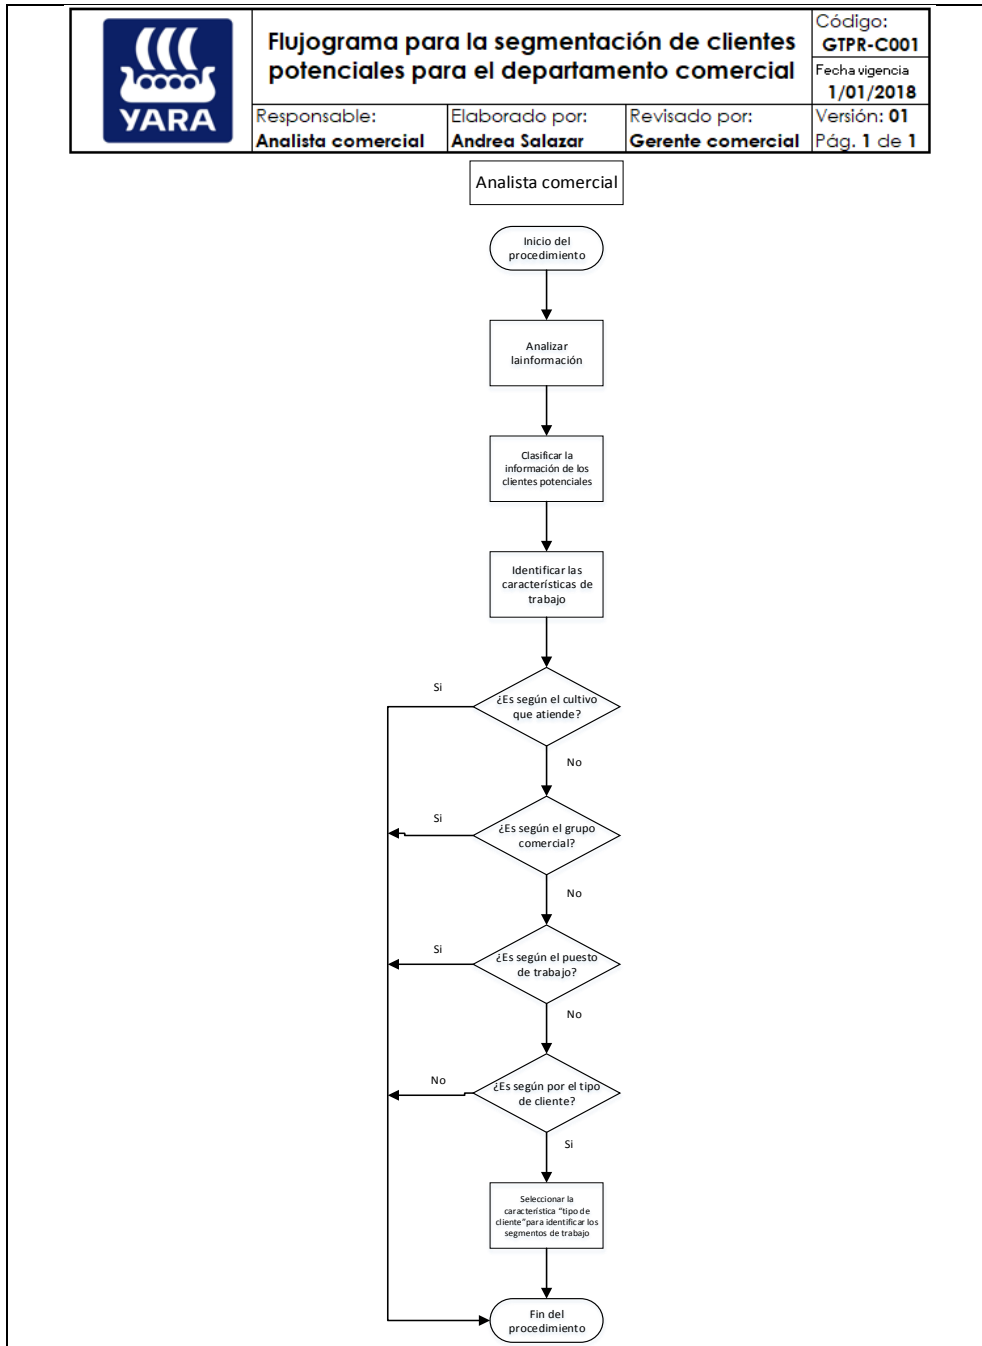 YARA
Flujograma para la segmentación de clientes
potenciales para el departamento comercial
Código:
GTPR-C001
Fecha vigencia
1/01/2018
Responsable:
Analista comercial
Elaborado por:
Andrea Salazar
Revisado por:
Gerente comercial
Versión: 01
Pág. 1 de 1
Analista comercial
Inicio del
procedimiento
Analizar
lainformación
Clasificar la
información de los
clientes potenciales
Identificar las
características de
trabajo
Si
¿Es según el cultivo
que atiende?
No
Si
¿Es según el grupo
comercial?
No
Si
¿Es según el puesto
de trabajo?
No
No
¿Es según por el tipo
de cliente?
Si
Seleccionar la
característica "tipo de
cliente"para identificar los
segmentos de trabajo
Fin del
procedimiento